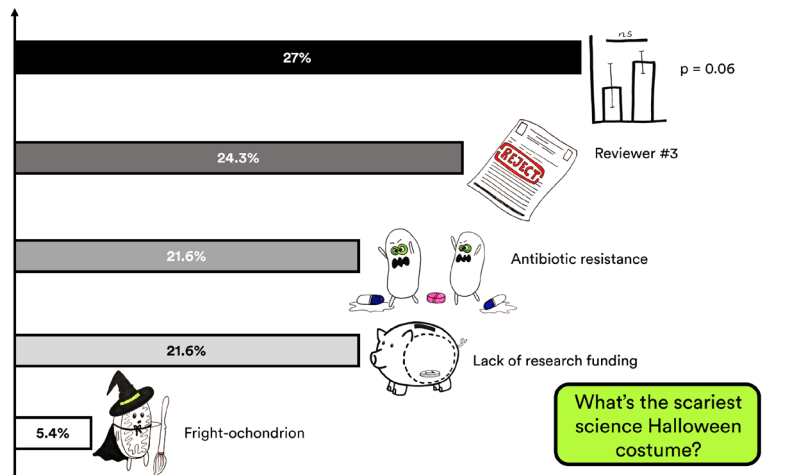 ns
27%
p = 0.06
24.3%
REJECT
Reviewer #3
21.6%
Antibiotic resistance
21.6%
Lack of research funding
5.4%
Fright-ochondrion
What's the scariest
science Halloween
costume?